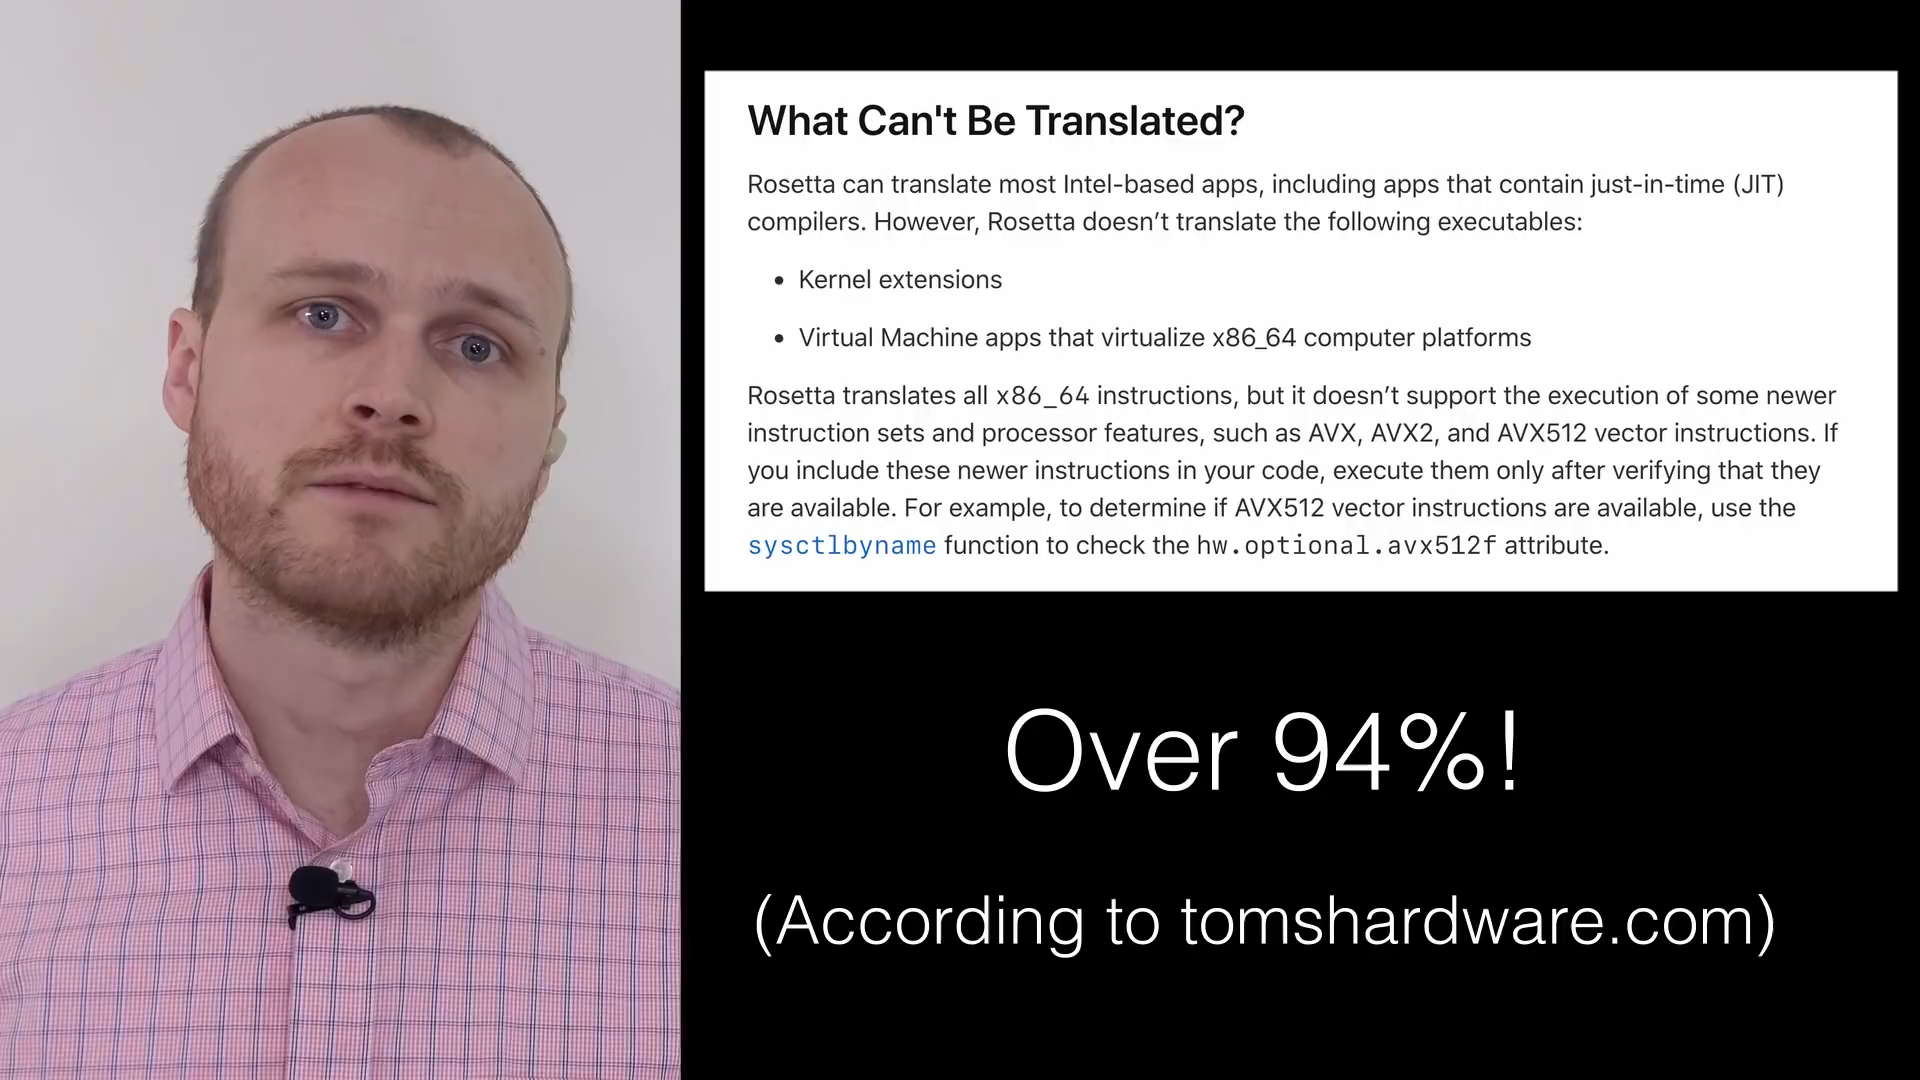 What Can't Be Translated?
Rosetta can translate most Intel-based apps, including apps that contain just-in-time (JIT)
compilers. However, Rosetta doesn’t translate the following executables:
• Kernel extensions
• Virtual Machine apps that virtualize x86_64 computer platforms
Rosetta translates all x86_64 instructions, but it doesn’t support the execution of some newer
instruction sets and processor features, such as AVX, AVX2, and AVX512 vector instructions. If
you include these newer instructions in your code, execute them only after verifying that they
are available. For example, to determine if AVX512 vector instructions are available, use the
sysctlbyname function to check the hw.optional.avx512f attribute.
Over 94%!
(According to tomshardware.com)